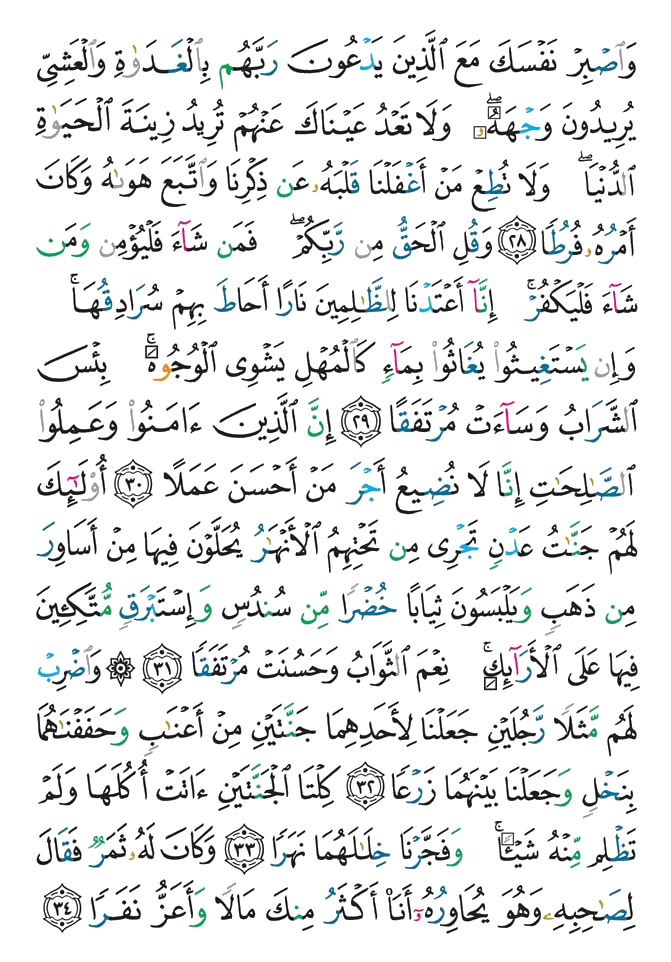 وَٱصۡبِرۡ نَفۡسَكَ مَعَ ٱلَّذِينَ يَدۡعُونَ رَبَّهُم بِٱلۡغَدَوٰةِ وَٱلۡعَشِيِّ
يُرِيدُونَ وَجۡهَهُۥۖ وَلَا تَعۡدُ عَيۡنَاكَ عَنۡهُمۡ تُرِيدُ زِينَةَ ٱلۡحَيَوٰةِ
ٱلدُّنۡيَاۖ وَلَا تُطِعۡ مَنۡ أَغۡفَلۡنَا قَلۡبَهُۥ عَن ذِكۡرِنَا وَٱتَّبَعَ هَوَىٰهُ وَكَانَ
أَمۡرُهُۥ فُرُطٗا ٢٨ وَقُلِ ٱلۡحَقُّ مِن رَّبِّكُمۡۖ فَمَن شَآءَ فَلۡيُؤۡمِن وَمَن
شَآءَ فَلۡيَكۡفُرۡۚ إِنَّآ أَعۡتَدۡنَا لِلظَّٰلِمِينَ نَارًا أَحَاطَ بِهِمۡ سُرَادِقُهَاۚ
وَإِن يَسۡتَغِيثُواْ يُغَاثُواْ بِمَآءٖ كَٱلۡمُهۡلِ يَشۡوِي ٱلۡوُجُوهَۚ بِئۡسَ
ٱلشَّرَابُ وَسَآءَتۡ مُرۡتَفَقًا ٢٩ إِنَّ ٱلَّذِينَ ءَامَنُواْ وَعَمِلُواْ
ٱلصَّٰلِحَٰتِ إِنَّا لَا نُضِيعُ أَجۡرَ مَنۡ أَحۡسَنَ عَمَلًا ٣٠ أُوْلَٰٓئِكَ
لَهُمۡ جَنَّٰتُ عَدۡنٖ تَجۡرِي مِن تَحۡتِهِمُ ٱلۡأَنۡهَٰرُ يُحَلَّوۡنَ فِيهَا مِنۡ أَسَاوِرَ
مِن ذَهَبٖ وَيَلۡبَسُونَ ثِيَابًا خُضۡرٗا مِّن سُندُسٖ وَإِسۡتَبۡرَقٖ مُّتَّكِـِٔينَ
فِيهَا عَلَى ٱلۡأَرَآئِكِۚ نِعۡمَ ٱلثَّوَابُ وَحَسُنَتۡ مُرۡتَفَقٗا ٣١ ۞ وَٱضۡرِبۡ
لَهُم مَّثَلٗا رَّجُلَيۡنِ جَعَلۡنَا لِأَحَدِهِمَا جَنَّتَيۡنِ مِنۡ أَعۡنَٰبٖ وَحَفَفۡنَٰهُمَا
بِنَخۡلٖ وَجَعَلۡنَا بَيۡنَهُمَا زَرۡعٗا ٣٢ كِلۡتَا ٱلۡجَنَّتَيۡنِ ءَاتَتۡ أُكُلَهَا وَلَمۡ
تَظۡلِم مِّنۡهُ شَيۡـٔٗاۚ وَفَجَّرۡنَا خِلَٰلَهُمَا نَهَرٗا ٣٣ وَكَانَ لَهُۥ ثَمَرٞ فَقَالَ
لِصَٰحِبِهِۦ وَهُوَ يُحَاوِرُهُۥٓ أَنَا۠ أَكۡثَرُ مِنكَ مَالٗا وَأَعَزُّ نَفَرٗا ٣٤